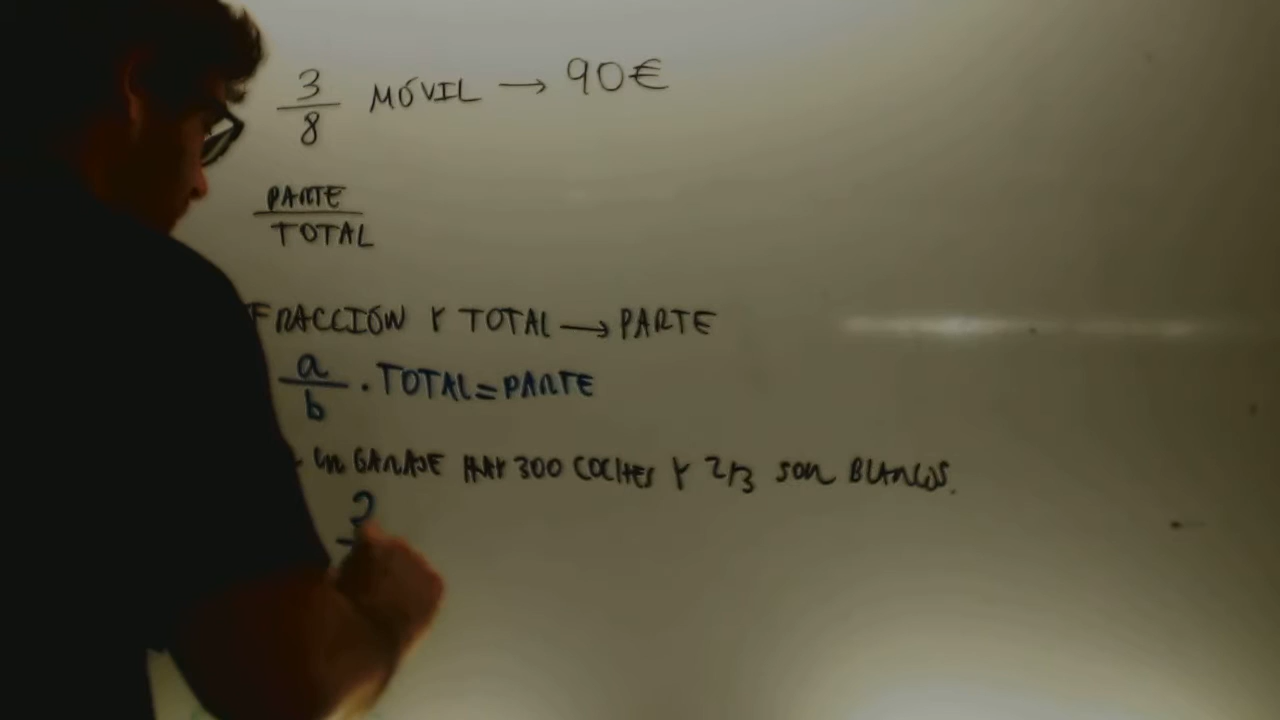 3/8 MÓVIL → 90€
PARTE
TOTAL
FRACCIÓN Y TOTAL → PARTE
a/b · TOTAL = PARTE
GARAJE HAY 300 COCHES Y 2/3 SON BLANCOS.
2